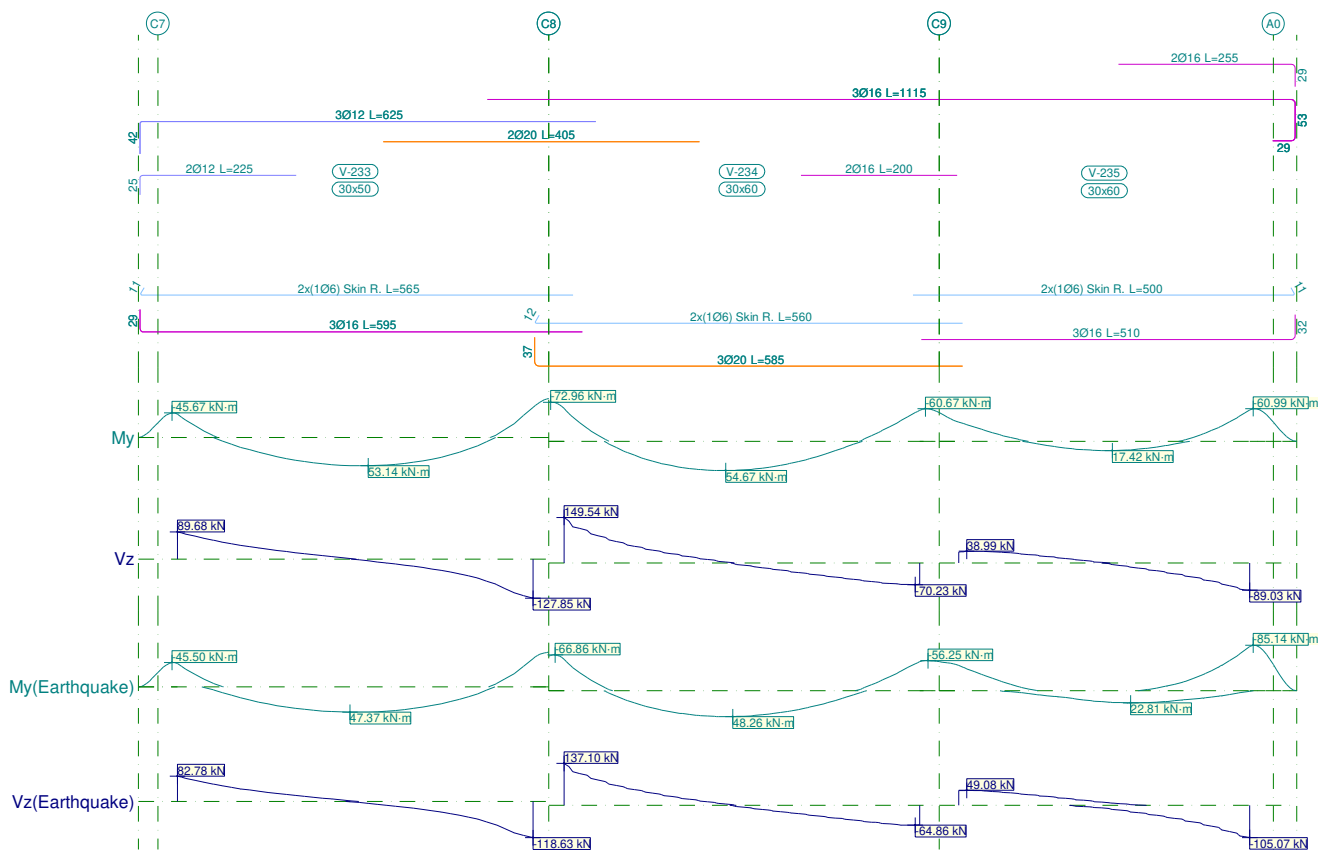 C7
C8
C9
A0
2Ø16 L=255
29
3Ø16 L=1115
53
29
3Ø12 L=625
42
2Ø20 L=405
2Ø12 L=225
25
V-233
30x50
V-234
30x60
2Ø16 L=200
V-235
30x60
11
2x(1Ø6) Skin R. L=565
2x(1Ø6) Skin R. L=500
11
12
2x(1Ø6) Skin R. L=560
29
3Ø16 L=595
3Ø16 L=510
32
37
3Ø20 L=585
My
-45.67 kN·m
-72.96 kN·m
-60.67 kN·m
-60.99 kN·m
53.14 kN·m
54.67 kN·m
17.42 kN·m
Vz
89.68 kN
149.54 kN
38.99 kN
-127.85 kN
-70.23 kN
-89.03 kN
My(Earthquake)
-45.50 kN·m
-66.86 kN·m
-56.25 kN·m
-85.14 kN·m
47.37 kN·m
48.26 kN·m
22.81 kN·m
Vz(Earthquake)
82.78 kN
137.10 kN
49.08 kN
-118.63 kN
-64.86 kN
-105.07 kN